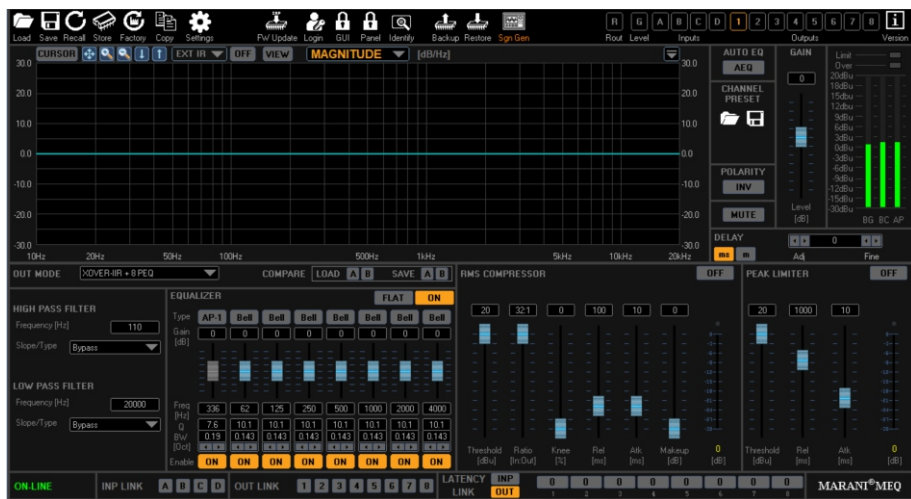 R G A B C D 1 2 3 4 5 6 7 8 i
Load Save Recall Store Factory Copy Settings FW Update Login GUI Panel Identify Backup Restore Sgn Gen Rout Level Inputs Outputs Version
CURSOR EXT IR OFF VIEW MAGNITUDE [dB/Hz]
30.0 30.0
20.0 20.0
10.0 10.0
0.0 0.0
-10.0 -10.0
-20.0 -20.0
-30.0 -30.0
10Hz 20Hz 50Hz 100Hz 500Hz 1kHz 5kHz 10kHz 20kHz
AUTO EQ
AEQ
CHANNEL
PRESET
POLARITY
INV
MUTE
GAIN
0
Level
[dB]
Limit
Over
20dBu
18dBu
15dbu
12dbu
9dBu
6dBu
3dBu
0dBu
-3dBu
-6dBu
-9dBu
-12dBu
-15dBu
-30dBu
BG BC AP
DELAY
ms m
0
Adj Fine
OUT MODE XOVER-IIR + 8 PEQ COMPARE LOAD A B SAVE A B
HIGH PASS FILTER
Frequency [Hz] 110
Slope/Type Bypass
LOW PASS FILTER
Frequency [Hz] 20000
Slope/Type Bypass
EQUALIZER FLAT ON
Type AP-1 Bell Bell Bell Bell Bell Bell Bell
Gain 0 0 0 0 0 0 0 0
[dB]
Freq 336 62 125 250 500 1000 2000 4000
[Hz]
Q 7.6 10.1 10.1 10.1 10.1 10.1 10.1 10.1
BW 0.19 0.143 0.143 0.143 0.143 0.143 0.143 0.143
[Oct]
Enable ON ON ON ON ON ON ON ON
RMS COMPRESSOR OFF
20 32:1 0 100 10 0
0
Threshold Ratio Knee Rel Atk Makeup 0
[dBu] [In:Out] [%] [ms] [ms] [dB] [dB]
PEAK LIMITER OFF
20 1000 10
0
Threshold Rel Atk 0
[dBu] [ms] [ms] [dB]
ON-LINE INP LINK A B C D OUT LINK 1 2 3 4 5 6 7 8
LATENCY INP
LINK OUT
0 0 0 0 0 0 0 0
1 2 3 4 5 6 7 8
MARANI® MEQ